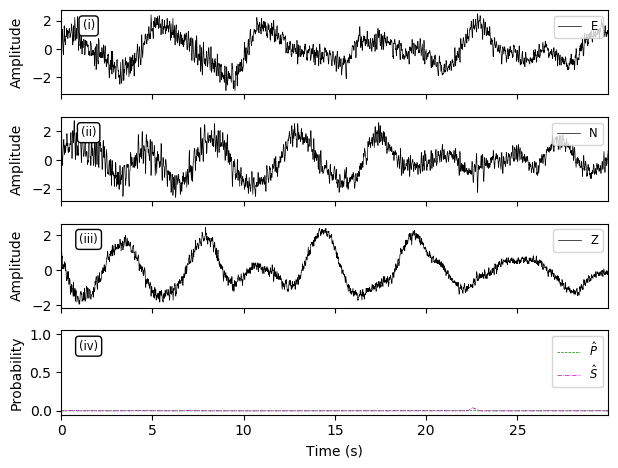 Amplitude
2
0
−2
(i)
E
Amplitude
2
0
−2
(ii)
N
Amplitude
2
0
−2
(iii)
Z
Probability
1.0
0.5
0.0
(iv)
P̂
Ŝ
0 5 10 15 20 25
Time (s)